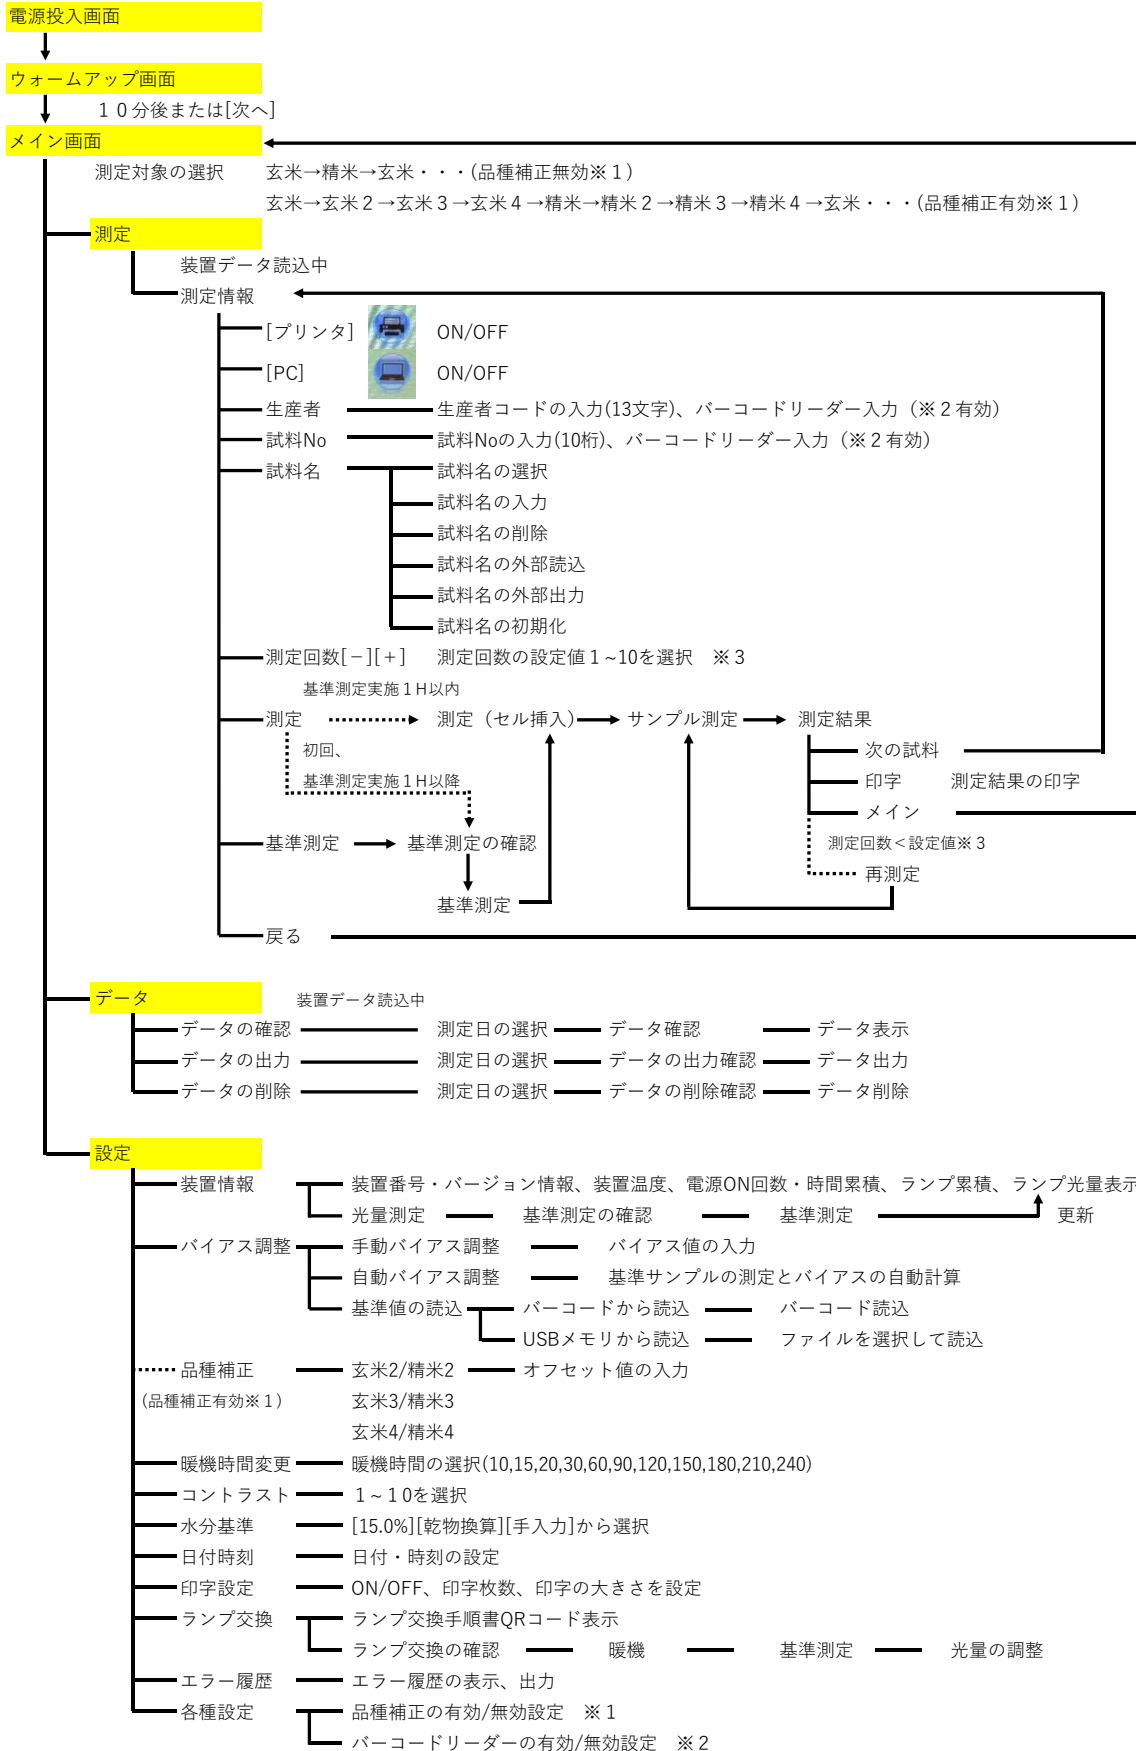 電源投入画面
ウォームアップ画面
１０分後または[次へ]
メイン画面
測定対象の選択 玄米→精米→玄米・・・(品種補正無効※１)
玄米→玄米２→玄米３→玄米４→精米→精米２→精米３→精米４→玄米・・・(品種補正有効※１)
測定
装置データ読込中
測定情報
[プリンタ] ON/OFF
[PC] ON/OFF
生産者 生産者コードの入力(13文字)、バーコードリーダー入力（※２有効）
試料No 試料Noの入力(10桁)、バーコードリーダー入力（※２有効）
試料名 試料名の選択
試料名の入力
試料名の削除
試料名の外部読込
試料名の外部出力
試料名の初期化
測定回数[－][＋] 測定回数の設定値１~10を選択 ※３
基準測定実施１H以内
測定 測定（セル挿入） サンプル測定 測定結果
初回、 次の試料
基準測定実施１H以降 印字 測定結果の印字
メイン
基準測定 基準測定の確認 測定回数＜設定値※３
再測定
基準測定
戻る
データ 装置データ読込中
データの確認 測定日の選択 データ確認 データ表示
データの出力 測定日の選択 データの出力確認 データ出力
データの削除 測定日の選択 データの削除確認 データ削除
設定
装置情報 装置番号・バージョン情報、装置温度、電源ON回数・時間累積、ランプ累積、ランプ光量表示
光量測定 基準測定の確認 基準測定 更新
バイアス調整 手動バイアス調整 バイアス値の入力
自動バイアス調整 基準サンプルの測定とバイアスの自動計算
基準値の読込 バーコードから読込 バーコード読込
USBメモリから読込 ファイルを選択して読込
品種補正 玄米2/精米2 オフセット値の入力
(品種補正有効※１) 玄米3/精米3
玄米4/精米4
暖機時間変更 暖機時間の選択(10,15,20,30,60,90,120,150,180,210,240)
コントラスト １~１0を選択
水分基準 [15.0%][乾物換算][手入力]から選択
日付時刻 日付・時刻の設定
印字設定 ON/OFF、印字枚数、印字の大きさを設定
ランプ交換 ランプ交換手順書QRコード表示
ランプ交換の確認 暖機 基準測定 光量の調整
エラー履歴 エラー履歴の表示、出力
各種設定 品種補正の有効/無効設定 ※１
バーコードリーダーの有効/無効設定 ※２